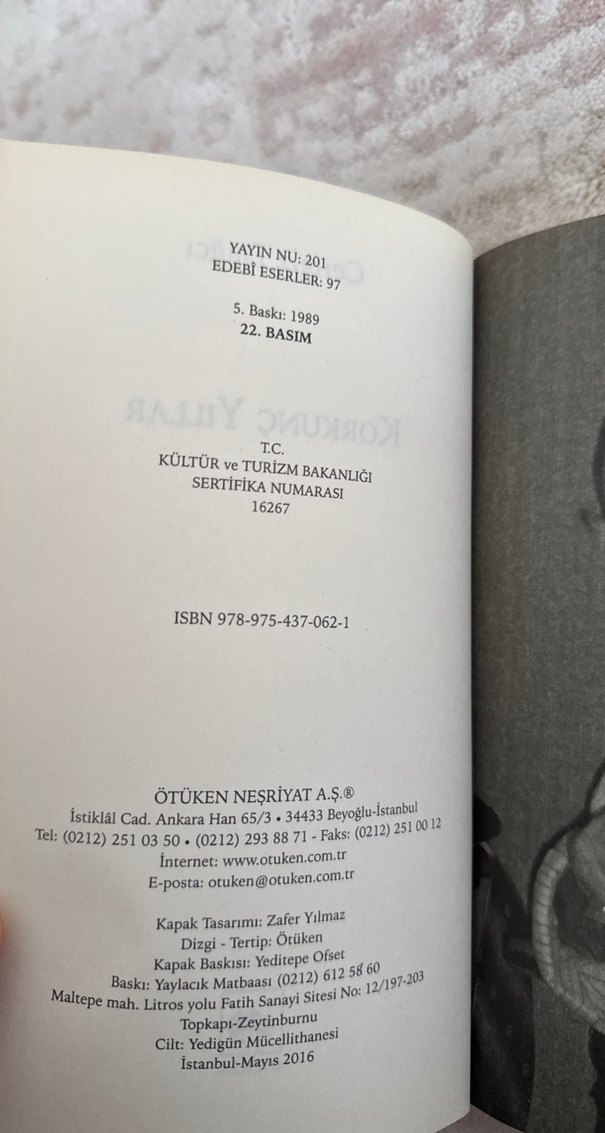 YAYIN NU: 201
EDEBÎ ESERLER: 97
5. Baskı: 1989
22. BASIM
KORKUNÇ YILLAR
T.C.
KÜLTÜR ve TURİZM BAKANLIĞI
SERTİFİKA NUMARASI
16267
ISBN 978-975-437-062-1
ÖTÜKEN NEŞRİYAT A.Ş.®
İstiklâl Cad. Ankara Han 65/3 • 34433 Beyoğlu-İstanbul
Tel: (0212) 251 03 50 • (0212) 293 88 71 - Faks: (0212) 251 00 12
İnternet: www.otuken.com.tr
E-posta: otuken@otuken.com.tr
Kapak Tasarımı: Zafer Yılmaz
Dizgi - Tertip: Ötüken
Kapak Baskısı: Yeditepe Ofset
Baskı: Yaylacık Matbaası (0212) 612 58 60
Maltepe mah. Litros yolu Fatih Sanayi Sitesi No: 12/197-203
Topkapı-Zeytinburnu
Cilt: Yedigün Mücellithanesi
İstanbul-Mayıs 2016